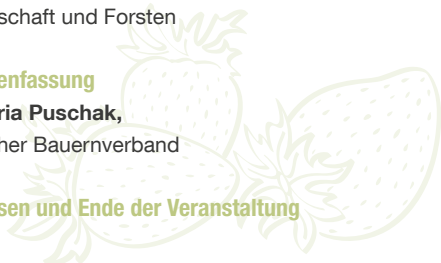 schaft und Forsten
enfassung
ria Puschak,
her Bauernverband
sen und Ende der Veranstaltung